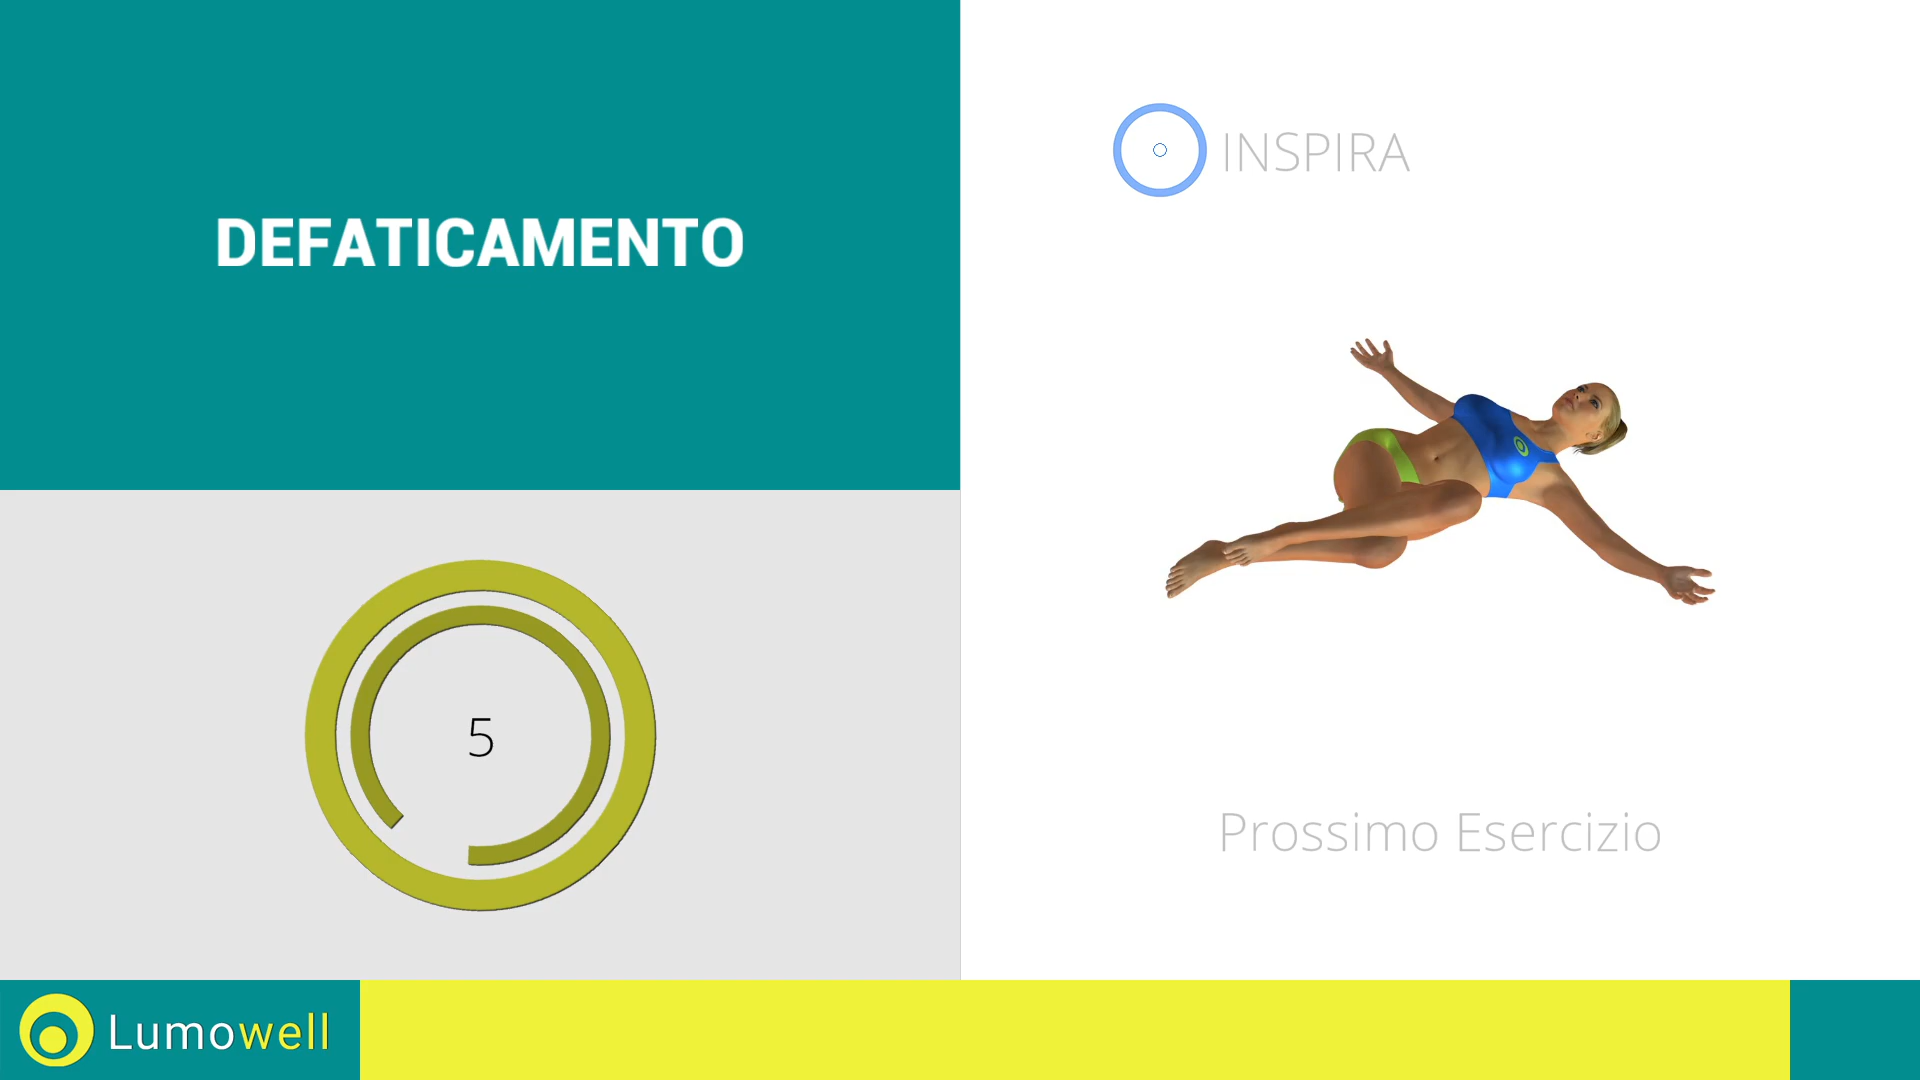 DEFATICAMENTO
INSPIRA
5
Prossimo Esercizio
Lumowell